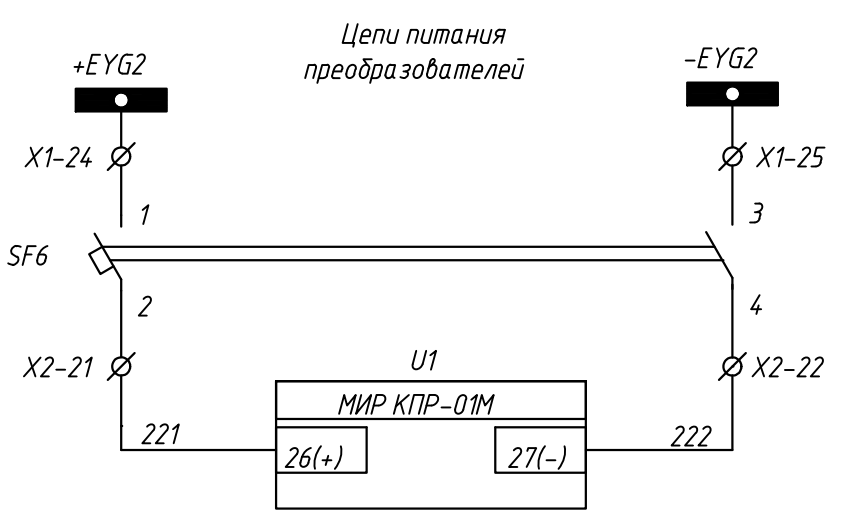 Цепи питания
преобразователей
+EYG2
-EYG2
X1-24
X1-25
1
3
SF6
2
4
X2-21
U1
X2-22
МИР КПР-01М
221
222
26(+)
27(-)